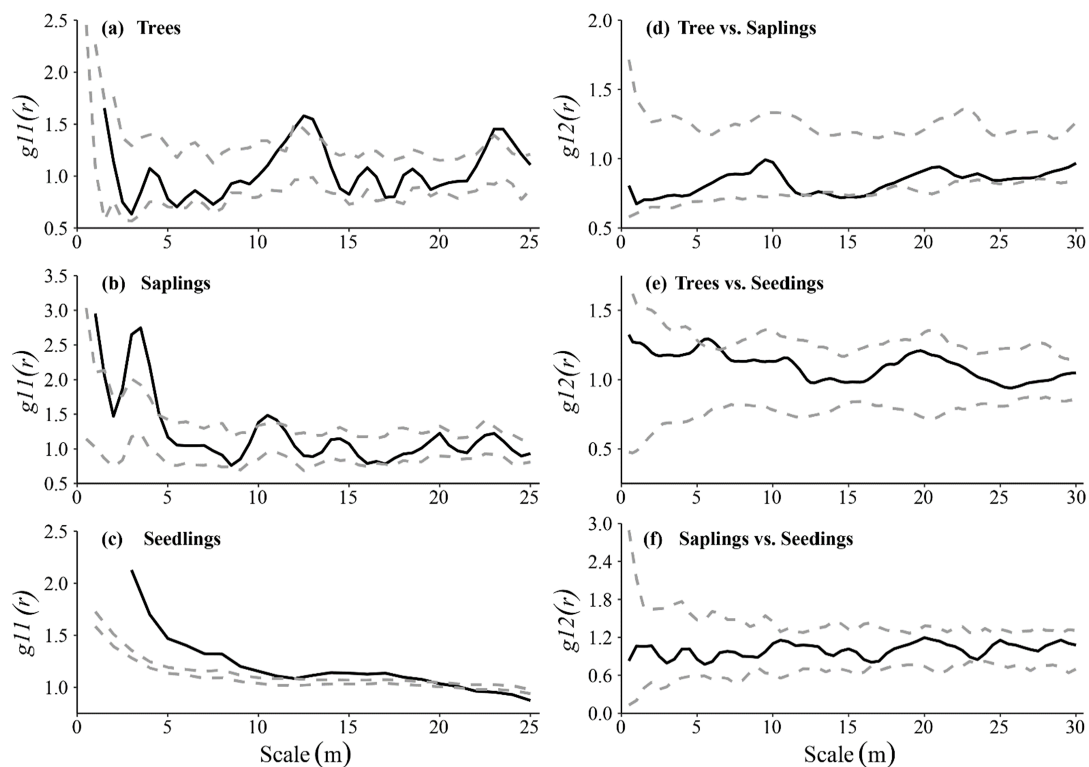 (a) Trees
g11(r)
2.5
2.0
1.5
1.0
0.5
0 5 10 15 20 25
(b) Saplings
g11(r)
3.5
3.0
2.5
2.0
1.5
1.0
0.5
0 5 10 15 20 25
(c) Seedlings
g11(r)
2.5
2.0
1.5
1.0
0 5 10 15 20 25
Scale (m)
(d) Tree vs. Saplings
g12(r)
2.0
1.5
1.0
0.5
0 5 10 15 20 25 30
(e) Trees vs. Seedings
g12(r)
1.5
1.0
0.5
0 5 10 15 20 25 30
(f) Saplings vs. Seedings
g12(r)
3.0
2.4
1.8
1.2
0.6
0.0
0 5 10 15 20 25 30
Scale (m)